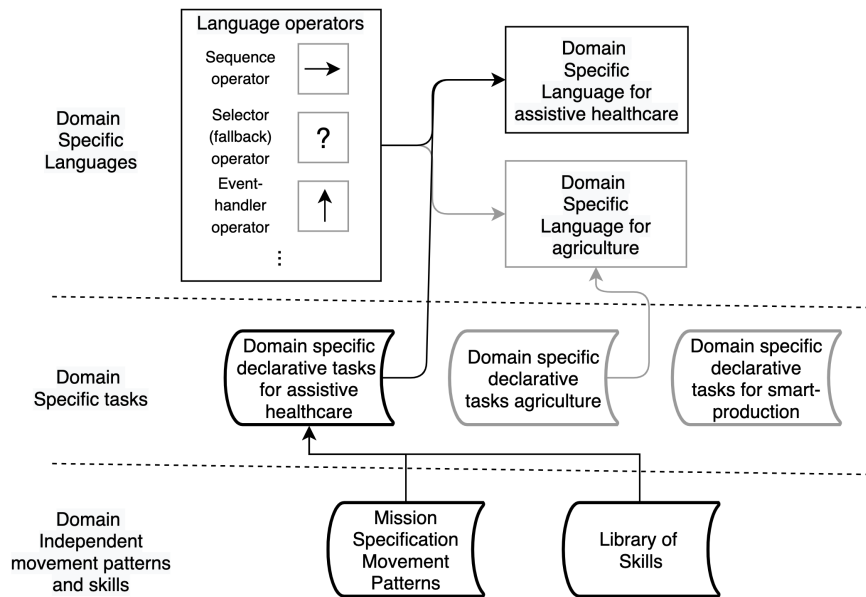 Language operators
Sequence
operator
Selector
(fallback)
operator
?
Event-
handler
operator
...
Domain
Specific
Languages
Domain
Specific
Language for
assistive healthcare
Domain
Specific
Language for
agriculture
Domain
Specific tasks
Domain specific
declarative tasks
for assistive
healthcare
Domain specific
declarative
tasks agriculture
Domain specific
declarative
tasks for smart-
production
Domain
Independent
movement patterns
and skills
Mission
Specification
Movement
Patterns
Library of
Skills